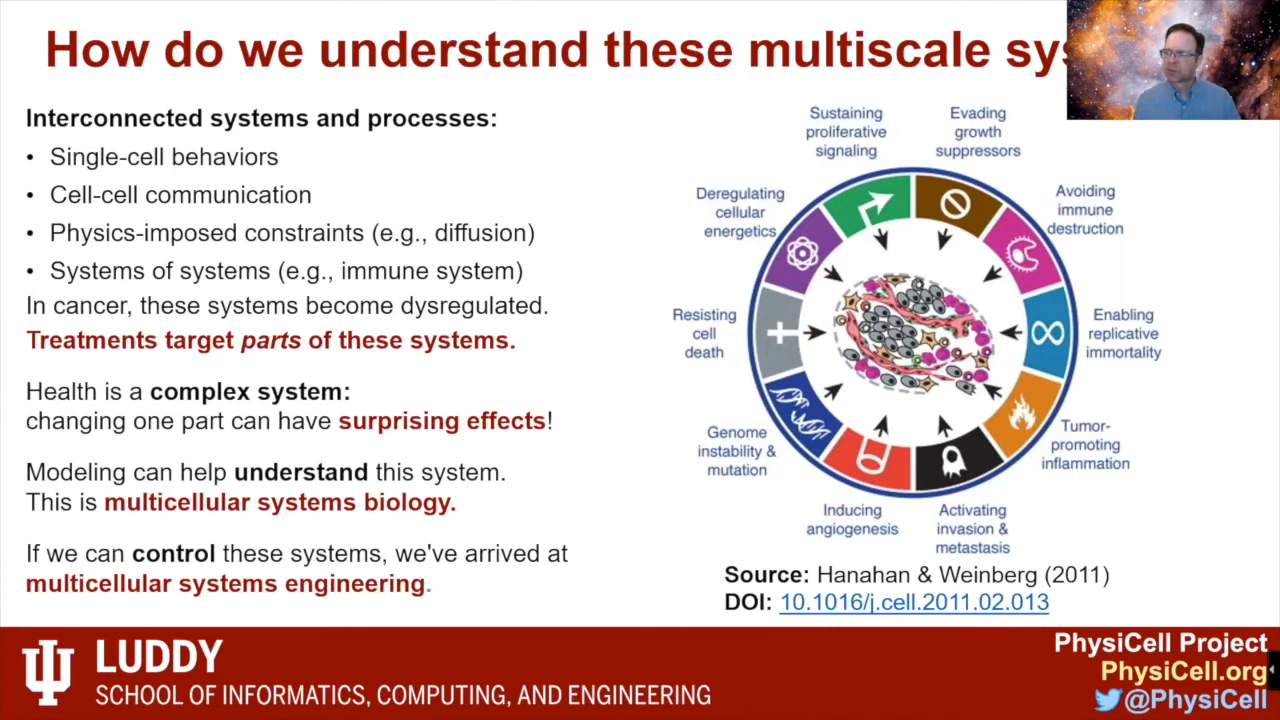 How do we understand these multiscale sys
Interconnected systems and processes:
• Single-cell behaviors
• Cell-cell communication
• Physics-imposed constraints (e.g., diffusion)
• Systems of systems (e.g., immune system)
In cancer, these systems become dysregulated.
Treatments target parts of these systems.
Health is a complex system:
changing one part can have surprising effects!
Modeling can help understand this system.
This is multicellular systems biology.
If we can control these systems, we've arrived at
multicellular systems engineering.
Sustaining
proliferative
signaling
Evading
growth
suppressors
Deregulating
cellular
energetics
Avoiding
immune
destruction
Resisting
cell
death
Enabling
replicative
immortality
Genome
instability &
mutation
Tumor-
promoting
inflammation
Inducing
angiogenesis
Activating
invasion &
metastasis
Source: Hanahan & Weinberg (2011)
DOI: 10.1016/j.cell.2011.02.013
LUDDY
SCHOOL OF INFORMATICS, COMPUTING, AND ENGINEERING
PhysiCell Project
PhysiCell.org
@PhysiCell